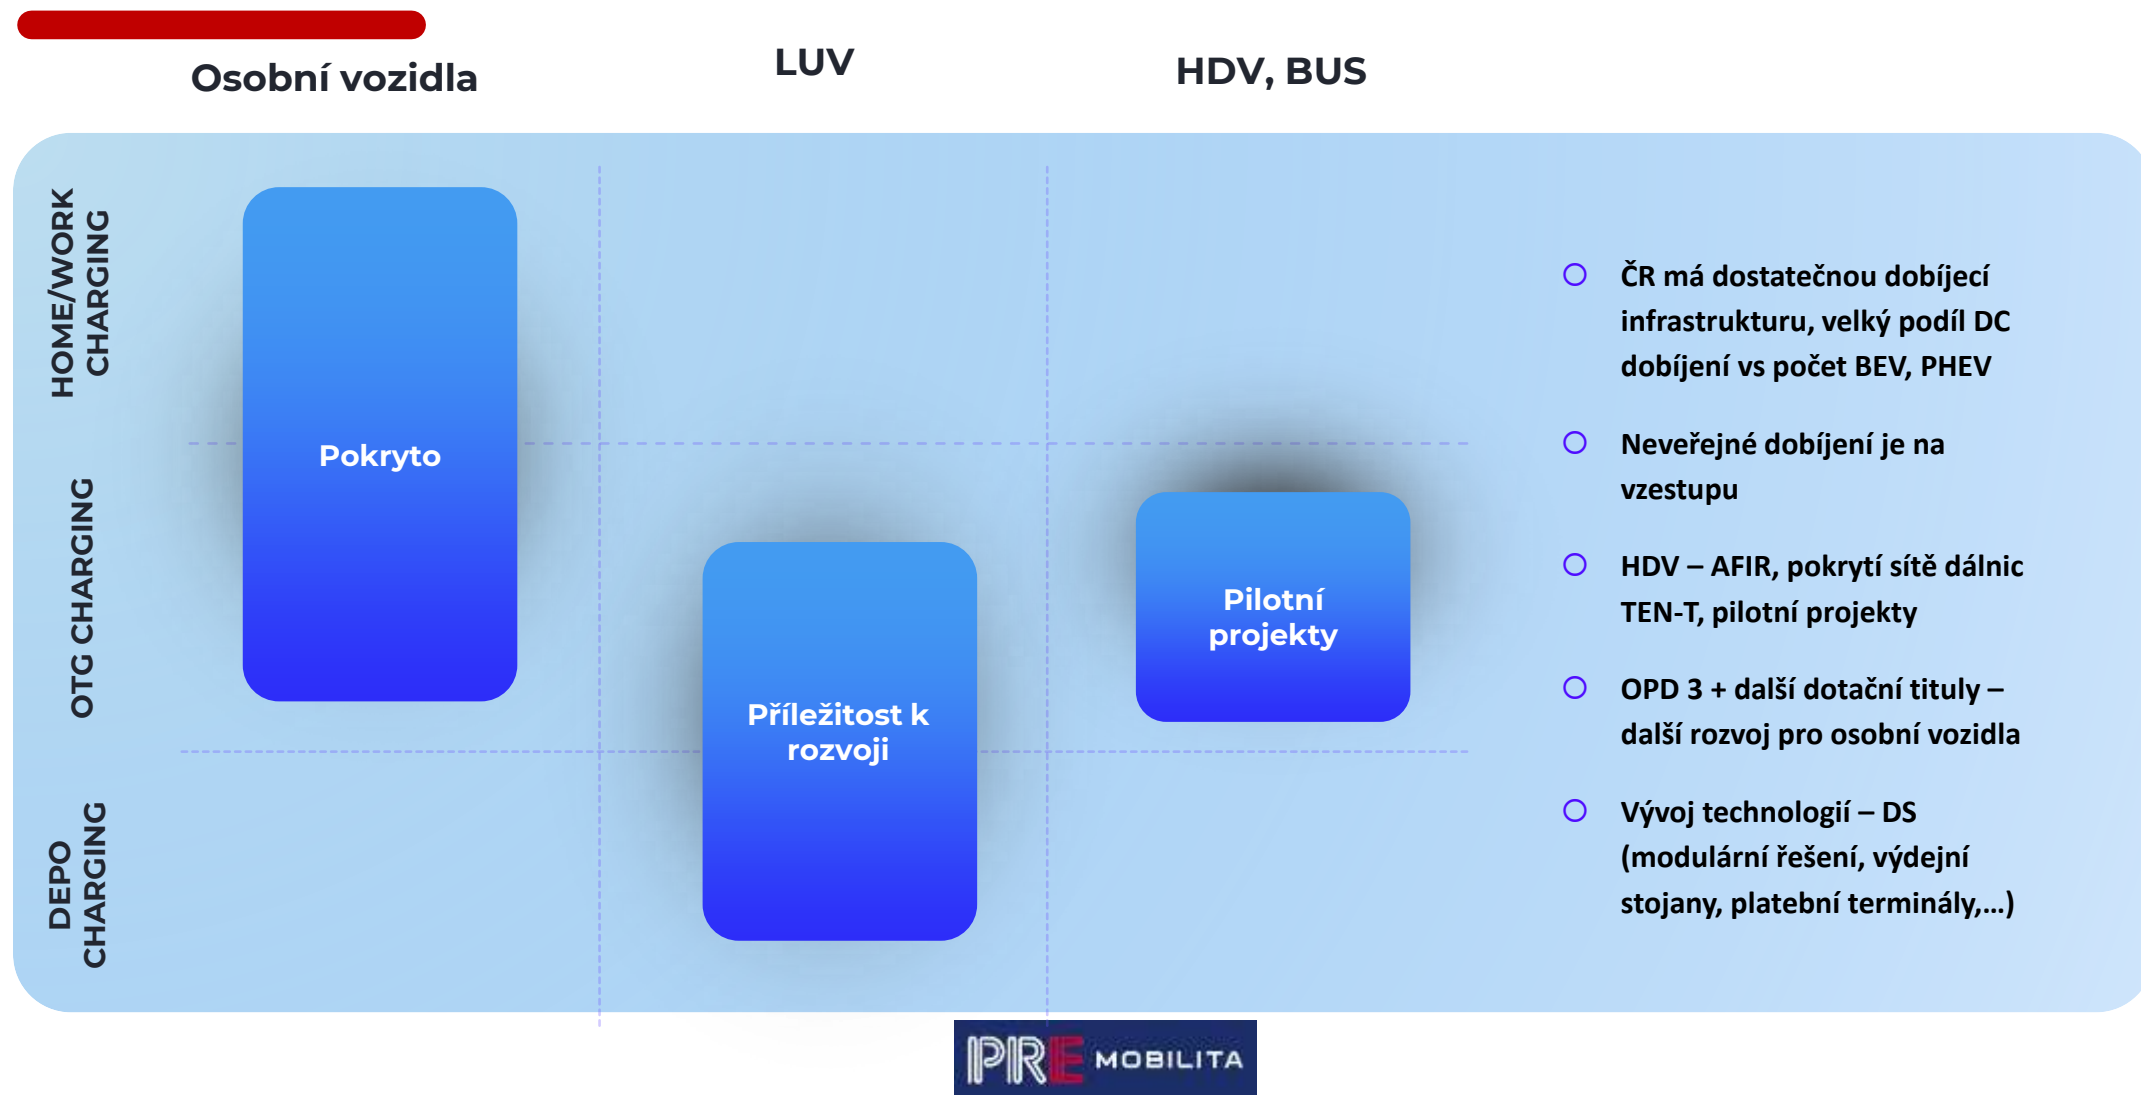 Osobní vozidla
LUV
HDV, BUS
HOME/WORK
CHARGING
OTG CHARGING
DEPO
CHARGING
Pokryto
Příležitost k
rozvoji
Pilotní
projekty
ČR má dostatečnou dobíjecí
infrastrukturu, velký podíl DC
dobíjení vs počet BEV, PHEV
Neveřejné dobíjení je na
vzestupu
HDV – AFIR, pokrytí sítě dálnic
TEN-T, pilotní projekty
OPD 3 + další dotační tituly –
další rozvoj pro osobní vozidla
Vývoj technologií – DS
(modulární řešení, výdejní
stojany, platební terminály,...)
PRE MOBILITA